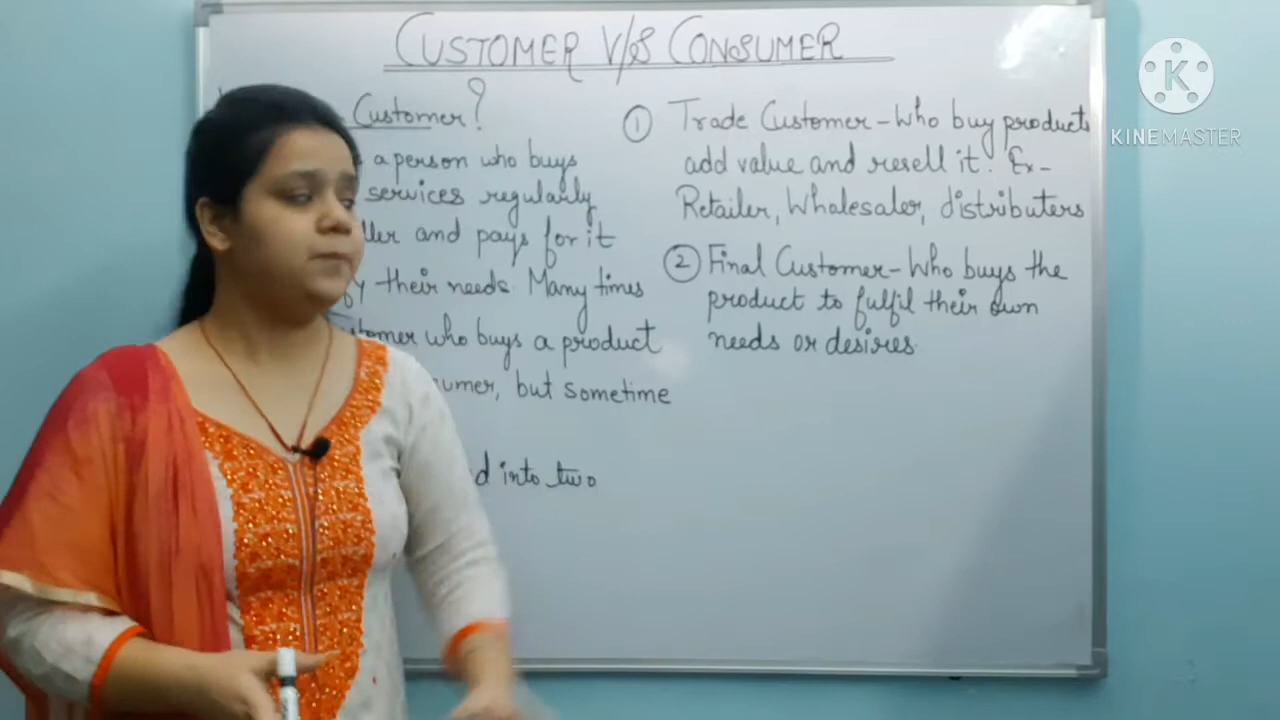 CUSTOMER V/S CONSUMER
Customer?
a person who buys
services regularly
ller and pays for it
their needs. Many times
stomer who buys a product
umer, but sometime
d into two
① Trade Customer - Who buy products
add value and resell it. Ex-
Retailer, Whalesaler, distributers
② Final Customer - Who buys the
product to fulfil their own
needs or desires.
K
KINEMASTER